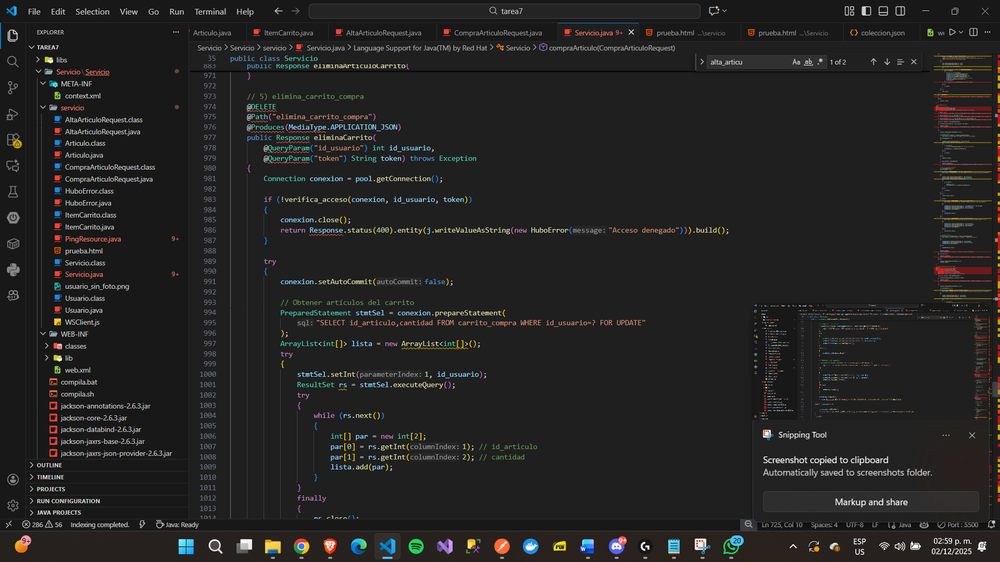 File Edit Selection View Go Run Terminal Help
tarea7
EXPLORER
Articulo.java
ItemCarrito.java
AltaArticuloRequest.java
CompraArticuloRequest.java
Servicio.java 9+
prueba.html ...\servicio
prueba.html ...\Servicio
{} coleccion.json
we
Servicio > Servicio > servicio > Servicio.java > Language Support for Java(TM) by Red Hat > Servicio > compraArticulo(CompraArticuloRequest)
alta_articu
Aa ab .* 1 of 2
TAREA7
libs
Servicio \ Servicio
META-INF
context.xml
servicio
AltaArticuloRequest.class
AltaArticuloRequest.java
Articulo.class
Articulo.java
CompraArticuloRequest.class
CompraArticuloRequest.java
HuboError.class
HuboError.java
ItemCarrito.class
ItemCarrito.java
PingResource.java 9+
prueba.html
Servicio.class
Servicio.java 9+
usuario_sin_foto.png
Usuario.class
Usuario.java
WSClient.js
WEB-INF
classes
lib
web.xml
compila.bat
compila.sh
jackson-annotations-2.6.3.jar
jackson-core-2.6.3.jar
jackson-databind-2.6.3.jar
jackson-jaxrs-base-2.6.3.jar
jackson-jaxrs-json-provider-2.6.3.jar
OUTLINE
TIMELINE
PROJECTS
RUN CONFIGURATION
JAVA PROJECTS
35 public class Servicio
883 public Response eliminaArticuloCarrito(
971 }
972
973 // 5) elimina_carrito_compra
974 @DELETE
975 @Path("elimina_carrito_compra")
976 @Produces(MediaType.APPLICATION_JSON)
977 public Response eliminaCarrito(
978 @QueryParam("id_usuario") int id_usuario,
979 @QueryParam("token") String token) throws Exception
980 {
981 Connection conexion = pool.getConnection();
982
983 if (!verifica_acceso(conexion, id_usuario, token))
984 {
985 conexion.close();
986 return Response.status(400).entity(j.writeValueAsString(new HuboError(message: "Acceso denegado"))).build();
987 }
988
989 try
990 {
991 conexion.setAutoCommit(autoCommit: false);
992
993 // Obtener artículos del carrito
994 PreparedStatement stmtSel = conexion.prepareStatement(
995 sql: "SELECT id_articulo,cantidad FROM carrito_compra WHERE id_usuario=? FOR UPDATE"
996 );
997 ArrayList<int[]> lista = new ArrayList<int[]>();
998 try
999 {
1000 stmtSel.setInt(parameterIndex: 1, id_usuario);
1001 ResultSet rs = stmtSel.executeQuery();
1002 try
1003 {
1004 while (rs.next())
1005 {
1006 int[] par = new int[2];
1007 par[0] = rs.getInt(columnIndex: 1); // id_articulo
1008 par[1] = rs.getInt(columnIndex: 2); // cantidad
1009 lista.add(par);
1010 }
1011 }
1012 finally
1013 {
1014 rs.close();
Snipping Tool
Screenshot copied to clipboard
Automatically saved to screenshots folder.
Markup and share
286 56 Indexing completed. Java: Ready
Ln 725, Col 10 Spaces: 4 UTF-8 LF {} Java Port : 5500
9+
PDF
9+
20
ESP
US
02:59 p. m.
02/12/2025